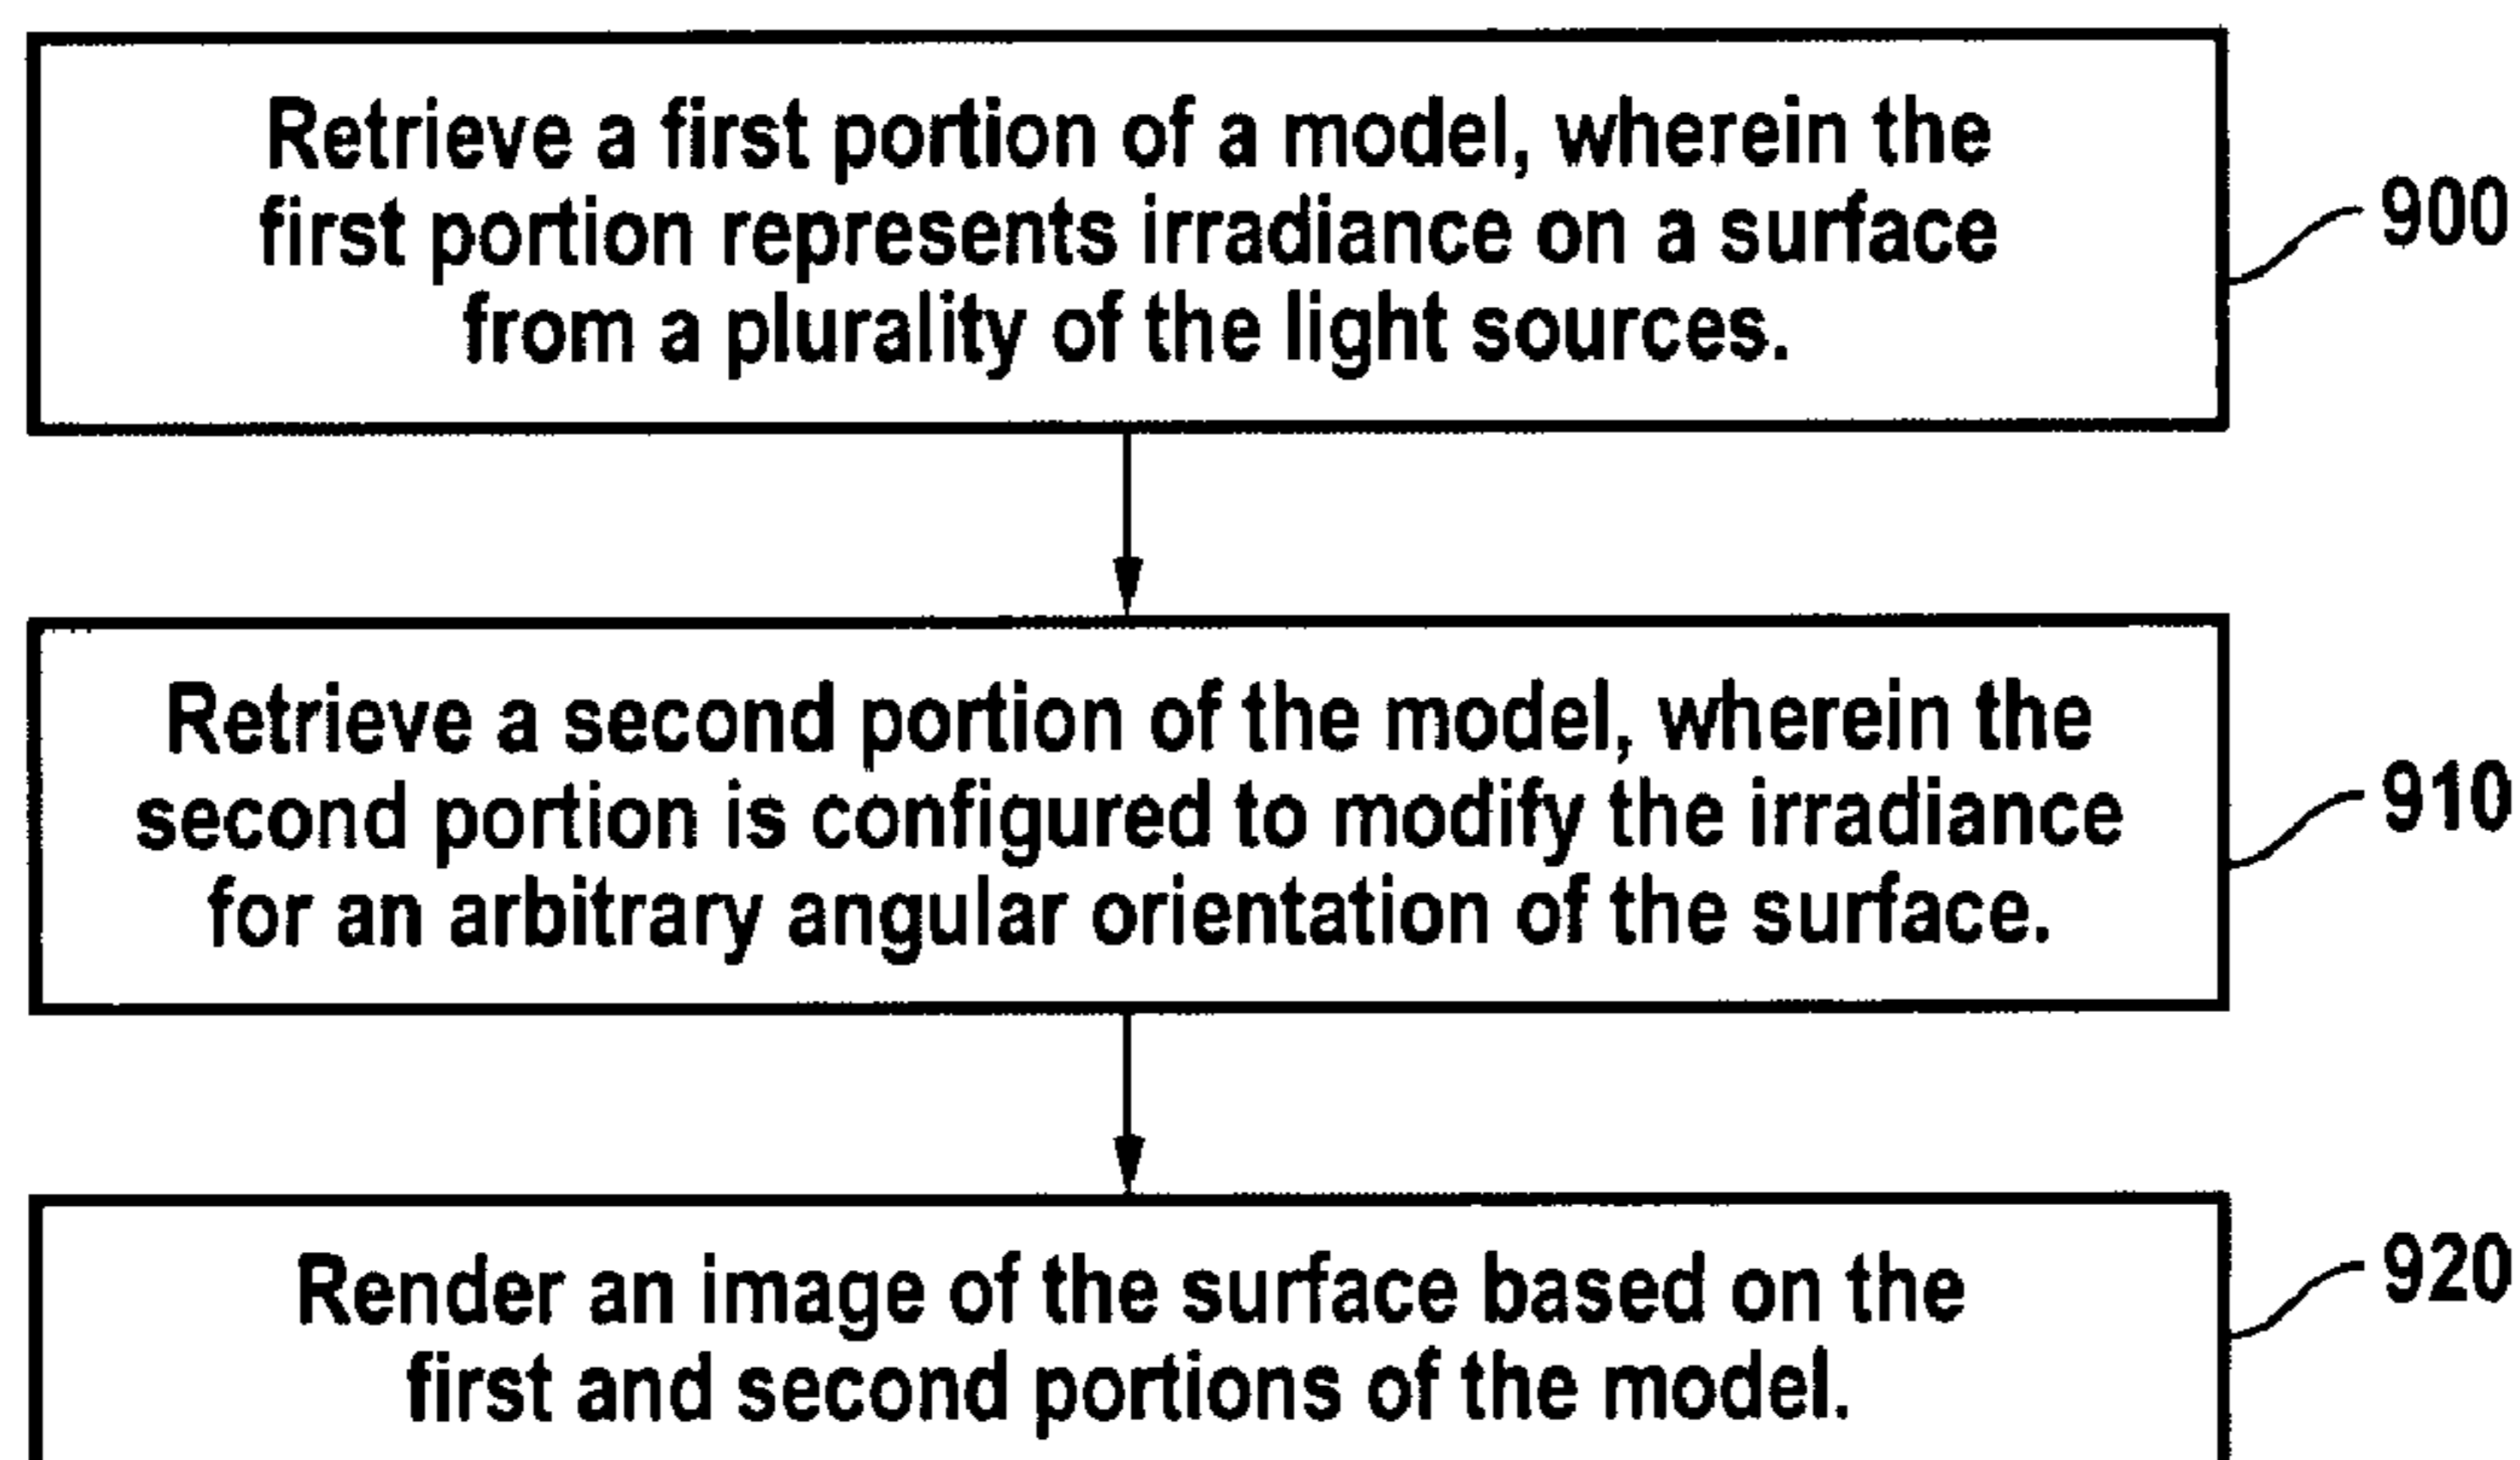 Retrieve a first portion of a model, wherein the
first portion represents irradiance on a surface
from a plurality of the light sources.
900
Retrieve a second portion of the model, wherein the
second portion is configured to modify the irradiance
for an arbitrary angular orientation of the surface.
910
Render an image of the surface based on the
first and second portions of the model.
920